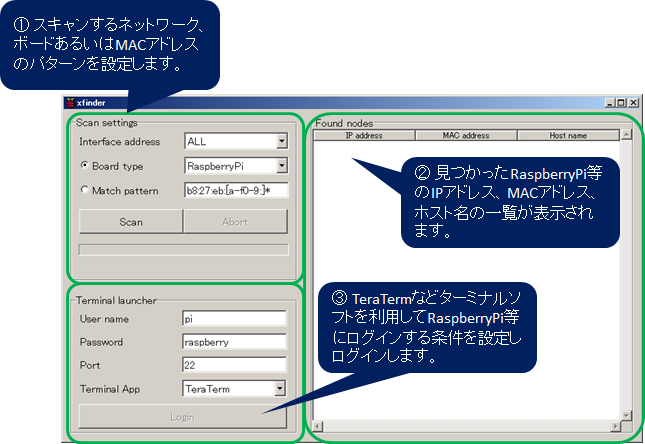 ① スキャンするネットワーク、
ボードあるいはMACアドレス
のパターンを設定します。
xfinder
Scan settings
Interface address ALL
Board type RaspberryPi
Match pattern b8:27:eb:[a-f0-9:]*
Scan Abort
Found nodes
IP address MAC address Host name
② 見つかったRaspberryPi等
のIPアドレス、MACアドレス、
ホスト名の一覧が表示され
ます。
Terminal launcher
User name pi
Password raspberry
Port 22
Terminal App TeraTerm
Login
③ TeraTermなどターミナルソ
フトを利用してRaspberryPi等
にログインする条件を設定し
ログインします。